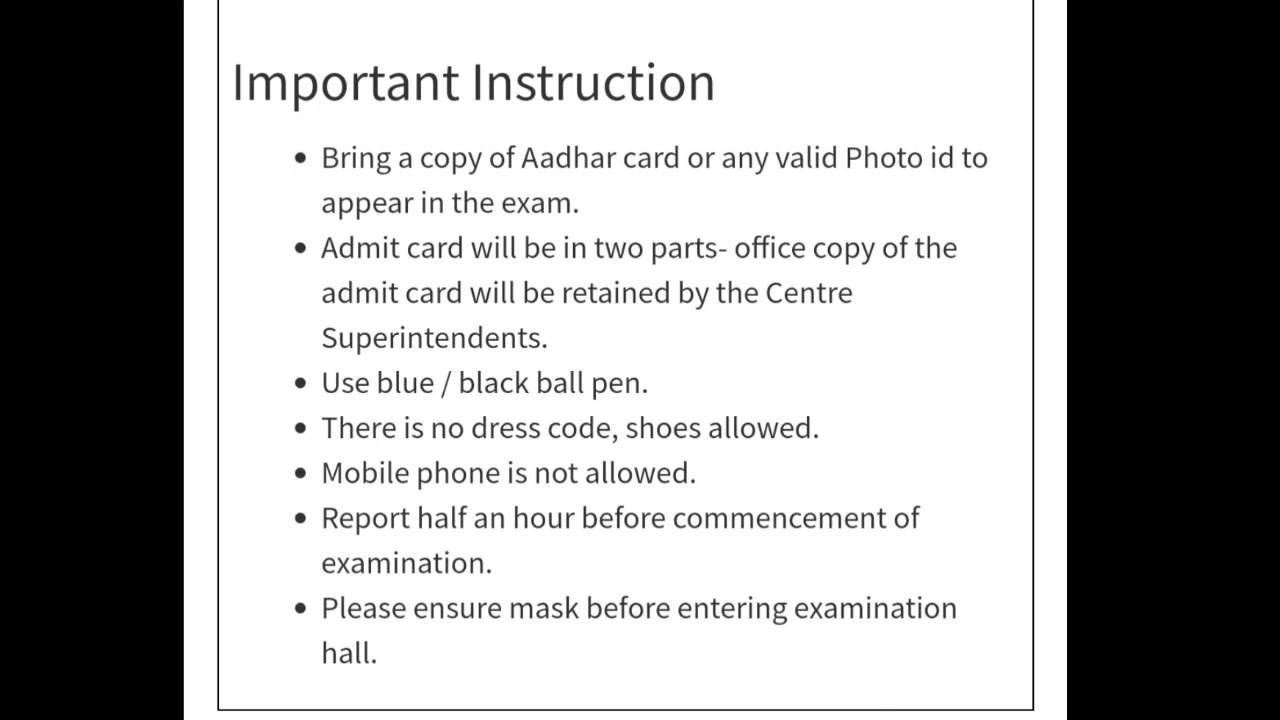 Important Instruction
• Bring a copy of Aadhar card or any valid Photo id to
appear in the exam.
• Admit card will be in two parts- office copy of the
admit card will be retained by the Centre
Superintendents.
• Use blue / black ball pen.
• There is no dress code, shoes allowed.
• Mobile phone is not allowed.
• Report half an hour before commencement of
examination.
• Please ensure mask before entering examination
hall.